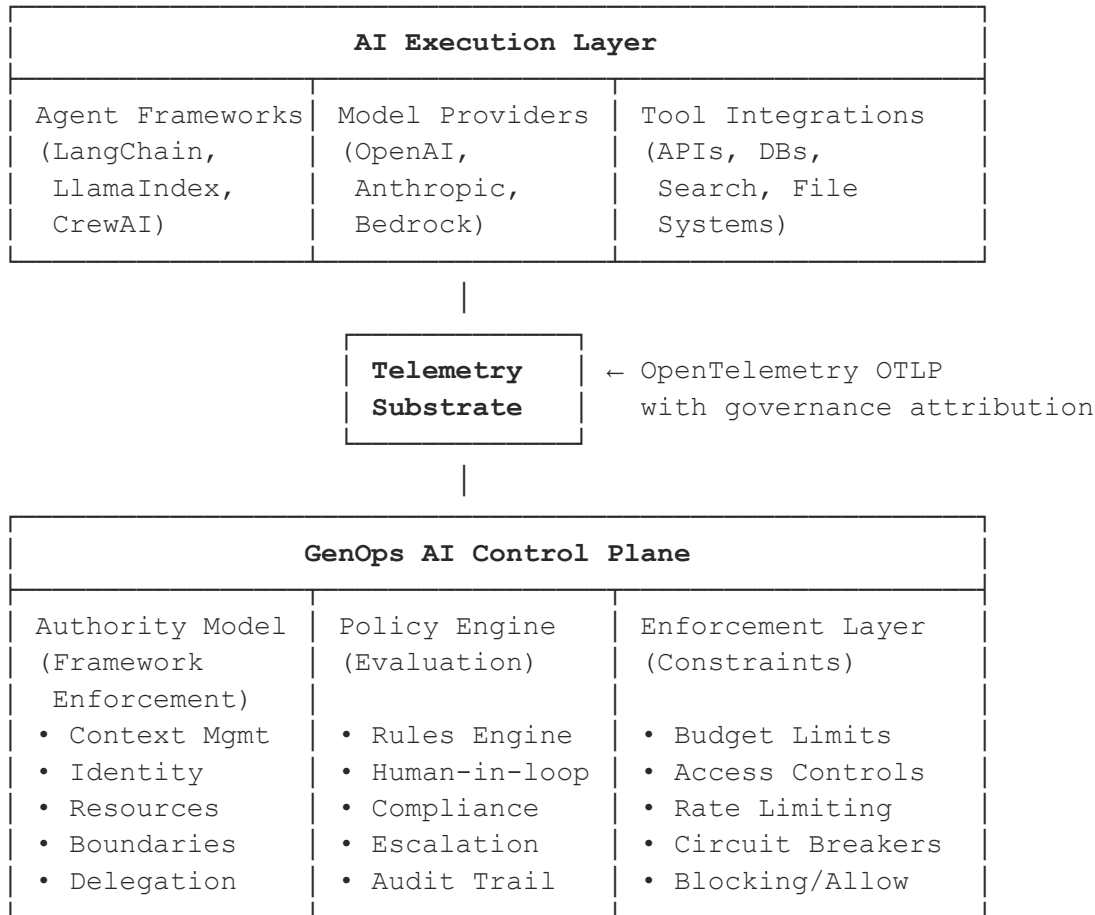 AI Execution Layer
Agent Frameworks Model Providers Tool Integrations
(LangChain, (OpenAI, (APIs, DBs,
LlamaIndex, Anthropic, Search, File
CrewAI) Bedrock) Systems)
Telemetry ← OpenTelemetry OTLP
Substrate with governance attribution
GenOps AI Control Plane
Authority Model Policy Engine Enforcement Layer
(Framework (Evaluation) (Constraints)
Enforcement)
• Context Mgmt • Rules Engine • Budget Limits
• Identity • Human-in-loop • Access Controls
• Resources • Compliance • Rate Limiting
• Boundaries • Escalation • Circuit Breakers
• Delegation • Audit Trail • Blocking/Allow